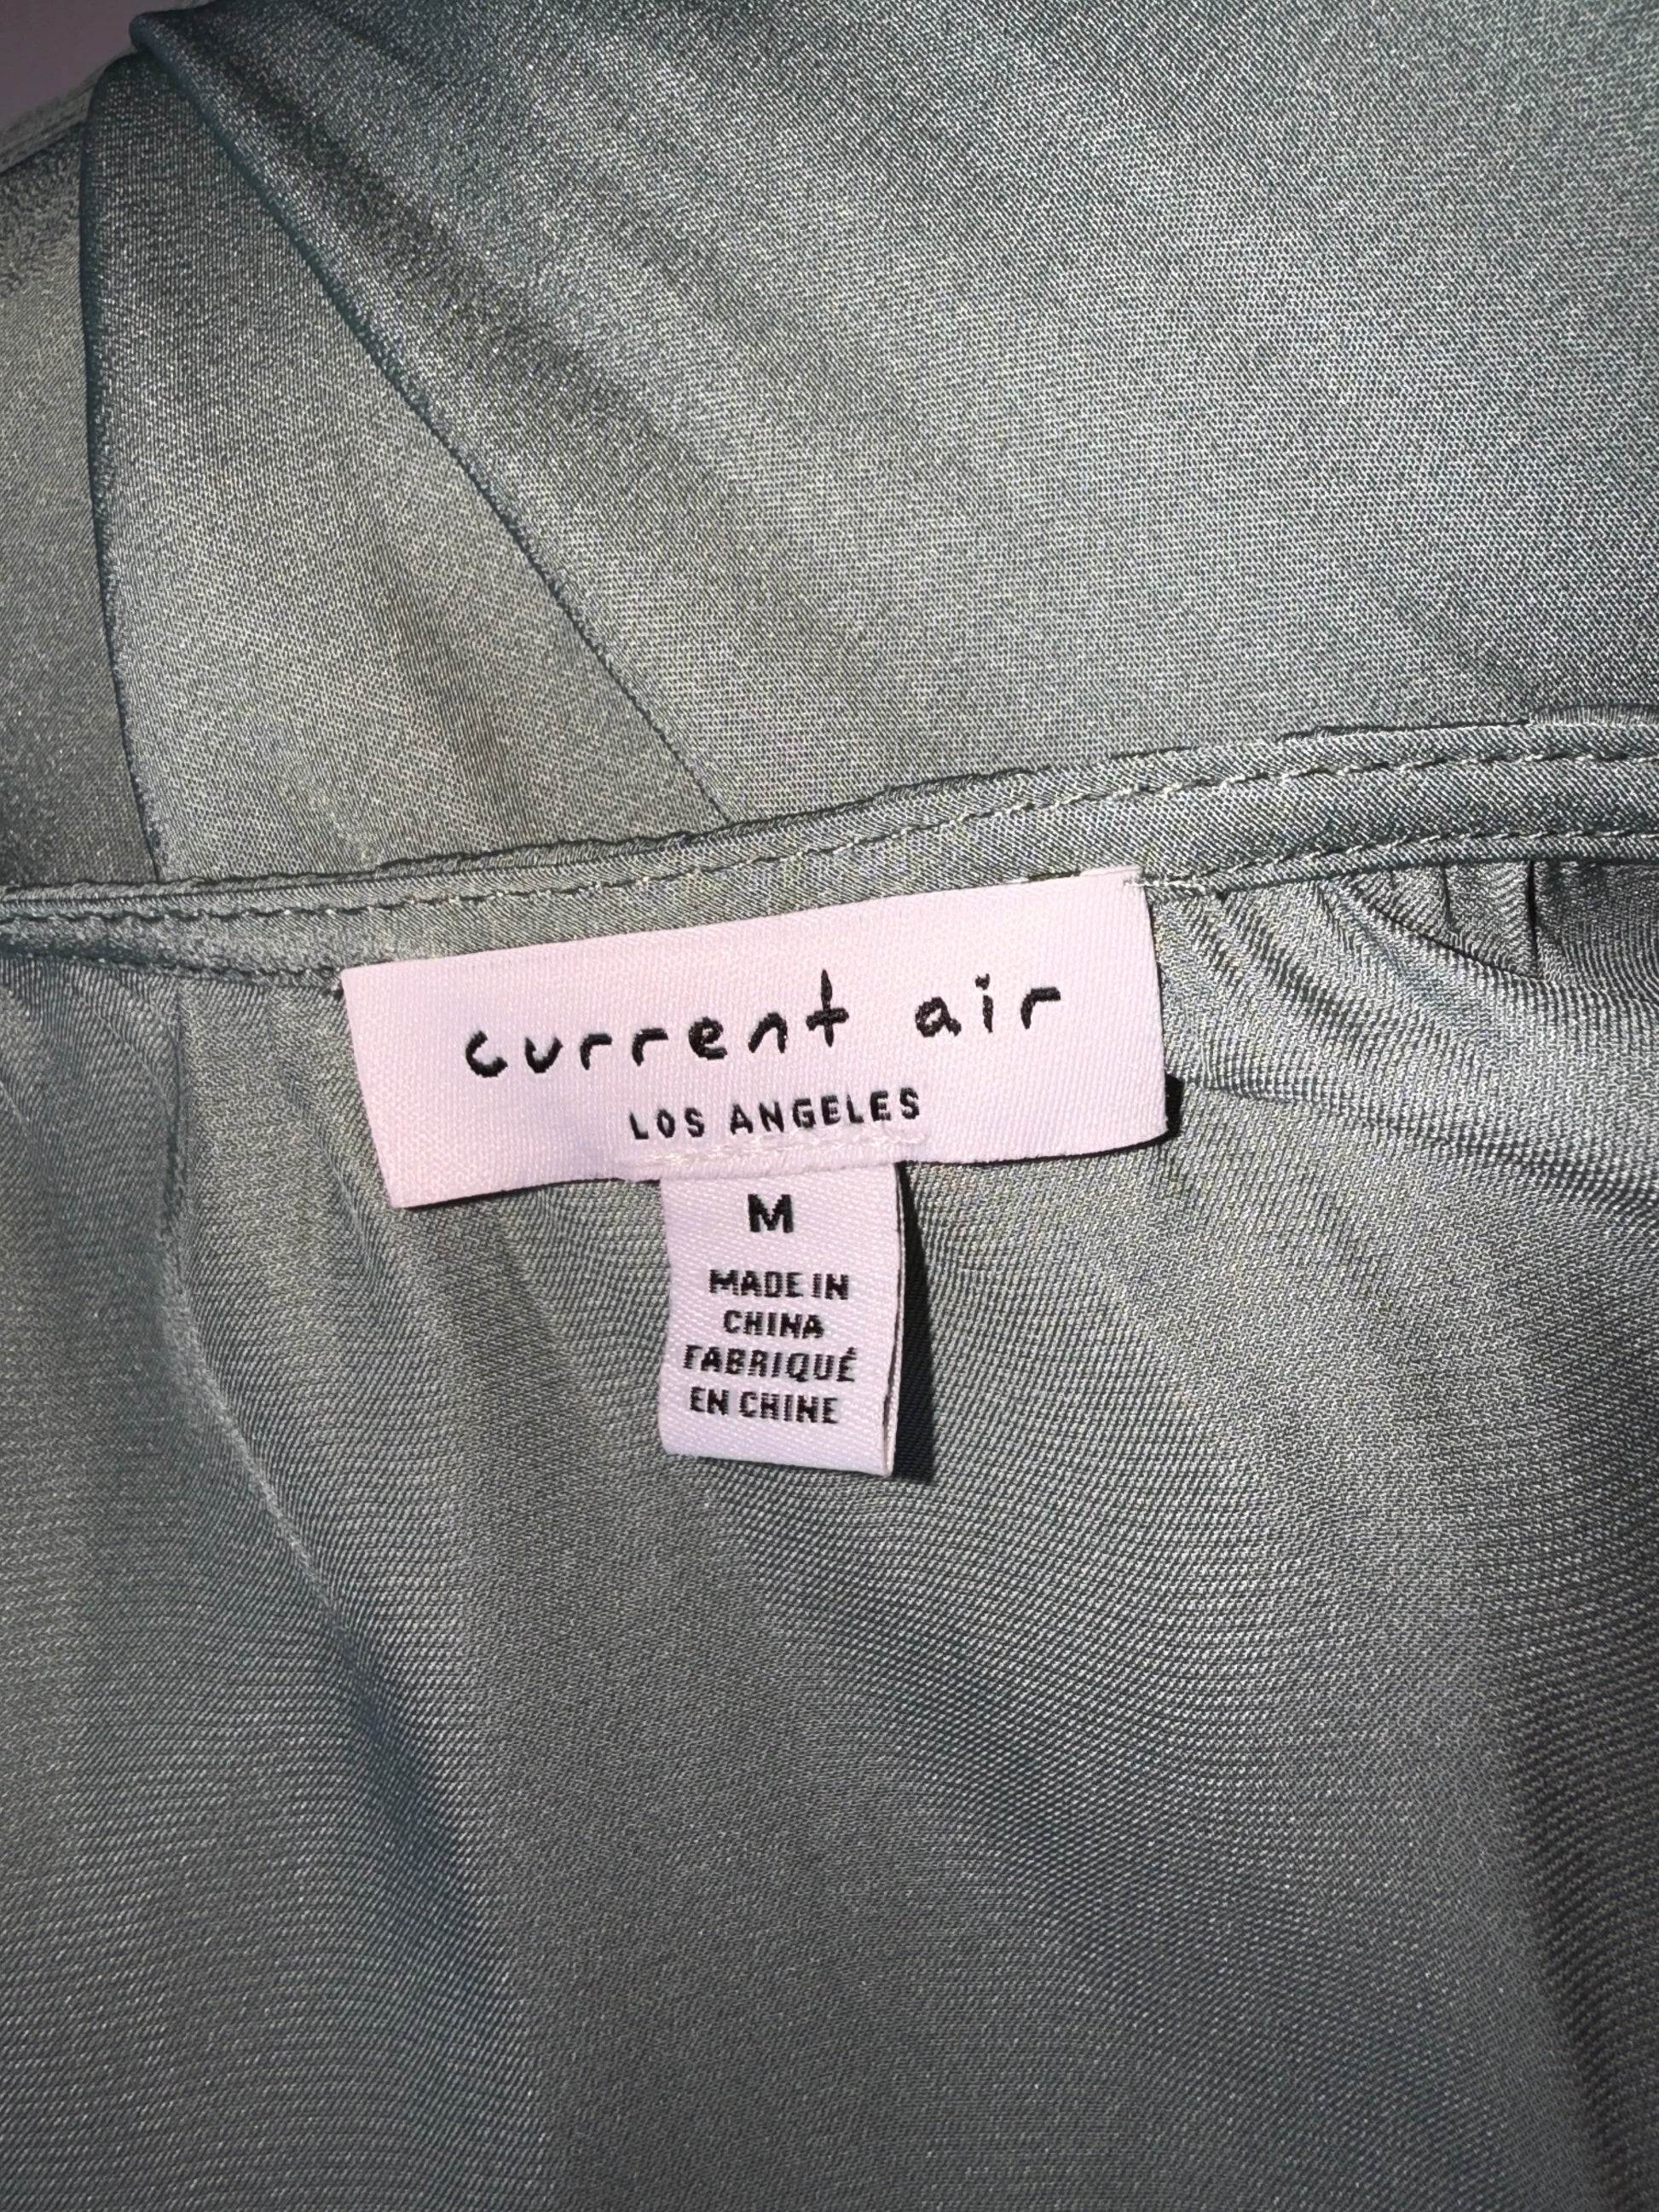 current air
LOS ANGELES
M
MADE IN
CHINA
FABRIQUÉ
EN CHINE